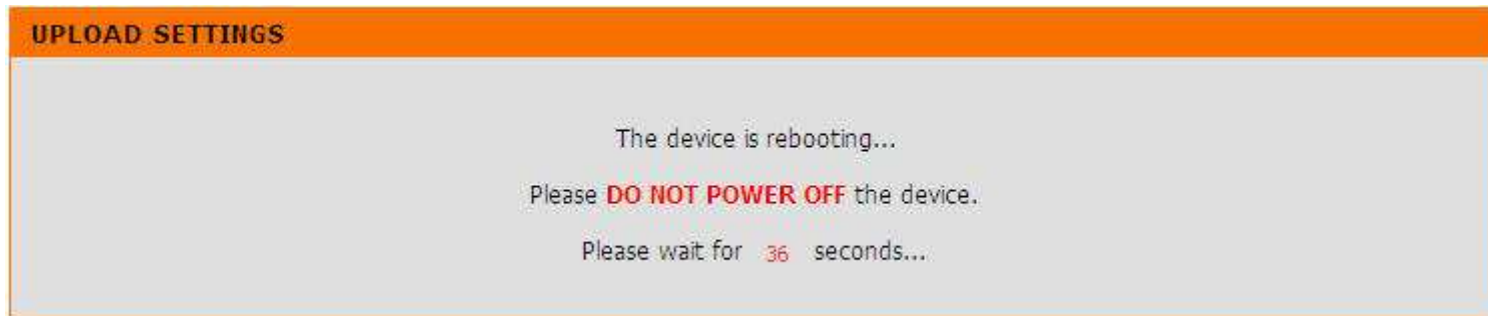 UPLOAD SETTINGS
The device is rebooting...
Please DO NOT POWER OFF the device.
Please wait for 36 seconds...